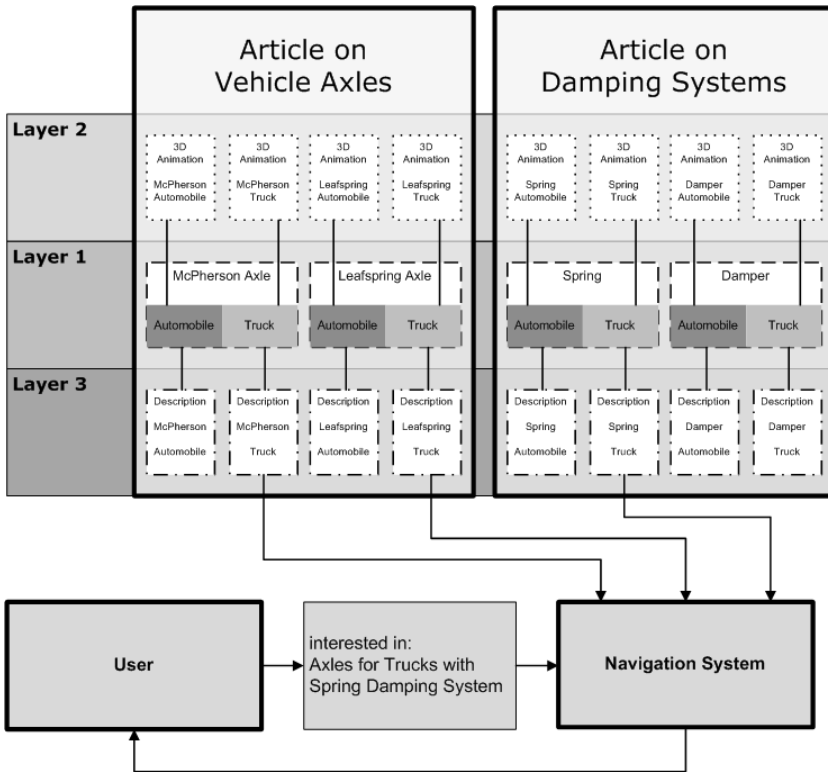 Article on
Vehicle Axles
Article on
Damping Systems
Layer 2
3D
Animation
McPherson
Automobile
3D
Animation
McPherson
Truck
3D
Animation
Leafspring
Automobile
3D
Animation
Leafspring
Truck
3D
Animation
Spring
Automobile
3D
Animation
Spring
Truck
3D
Animation
Damper
Automobile
3D
Animation
Damper
Truck
Layer 1
McPherson Axle
Automobile
Truck
Leafspring Axle
Automobile
Truck
Spring
Automobile
Truck
Damper
Automobile
Truck
Layer 3
Description
McPherson
Automobile
Description
McPherson
Truck
Description
Leafspring
Automobile
Description
Leafspring
Truck
Description
Spring
Automobile
Description
Spring
Truck
Description
Damper
Automobile
Description
Damper
Truck
User
interested in:
Axles for Trucks with
Spring Damping System
Navigation System